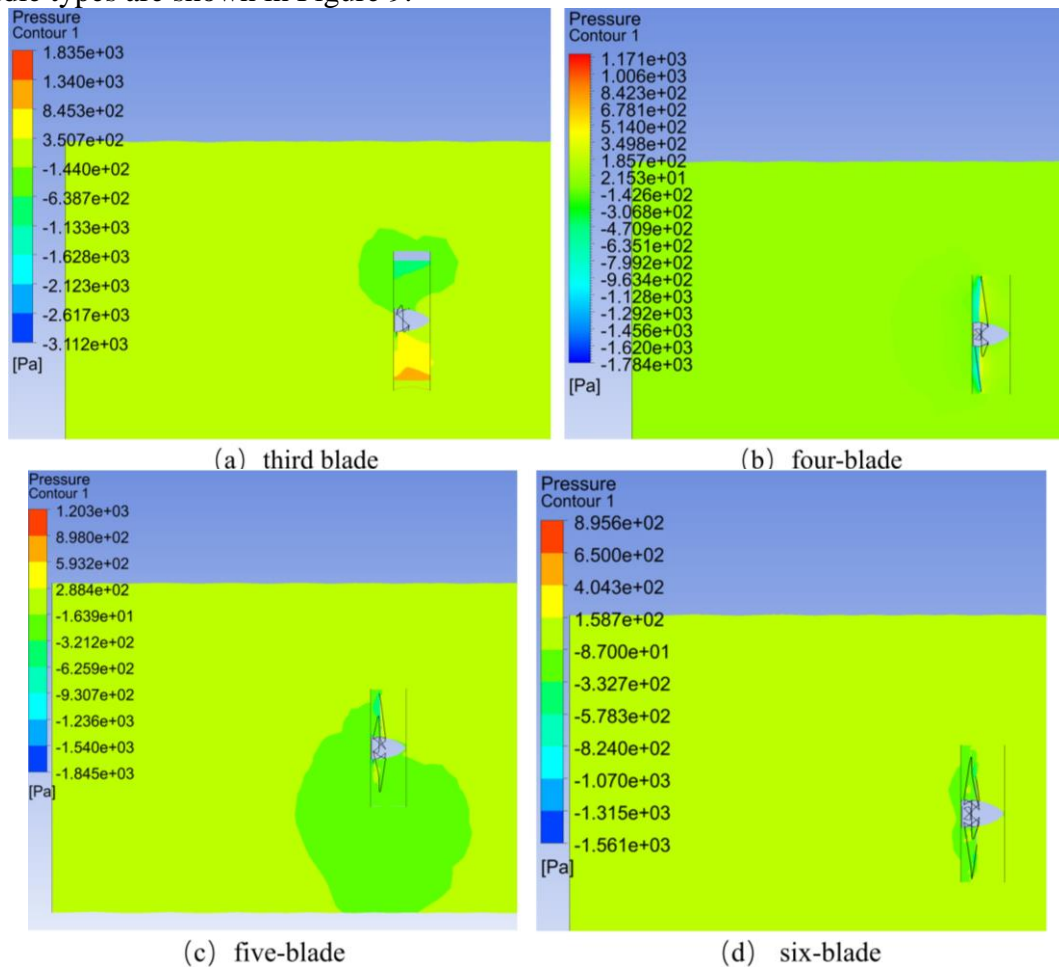 are shown in Figure 9.
Pressure
Contour 1
1.835e+03
1.340e+03
8.453e+02
3.507e+02
-1.440e+02
-6.387e+02
-1.133e+03
-1.628e+03
-2.123e+03
-2.617e+03
-3.112e+03
[Pa]
(a) third blade
Pressure
Contour 1
1.171e+03
1.006e+03
8.423e+02
6.781e+02
5.140e+02
3.498e+02
1.857e+02
2.153e+01
-1.426e+02
-3.068e+02
-4.709e+02
-6.351e+02
-7.992e+02
-9.634e+02
-1.128e+03
-1.292e+03
-1.456e+03
-1.620e+03
-1.784e+03
[Pa]
(b) four-blade
Pressure
Contour 1
1.203e+03
8.980e+02
5.932e+02
2.884e+02
-1.639e+01
-3.212e+02
-6.259e+02
-9.307e+02
-1.236e+03
-1.540e+03
-1.845e+03
[Pa]
(c) five-blade
Pressure
Contour 1
8.956e+02
6.500e+02
4.043e+02
1.587e+02
-8.700e+01
-3.327e+02
-5.783e+02
-8.240e+02
-1.070e+03
-1.315e+03
-1.561e+03
[Pa]
(d) six-blade